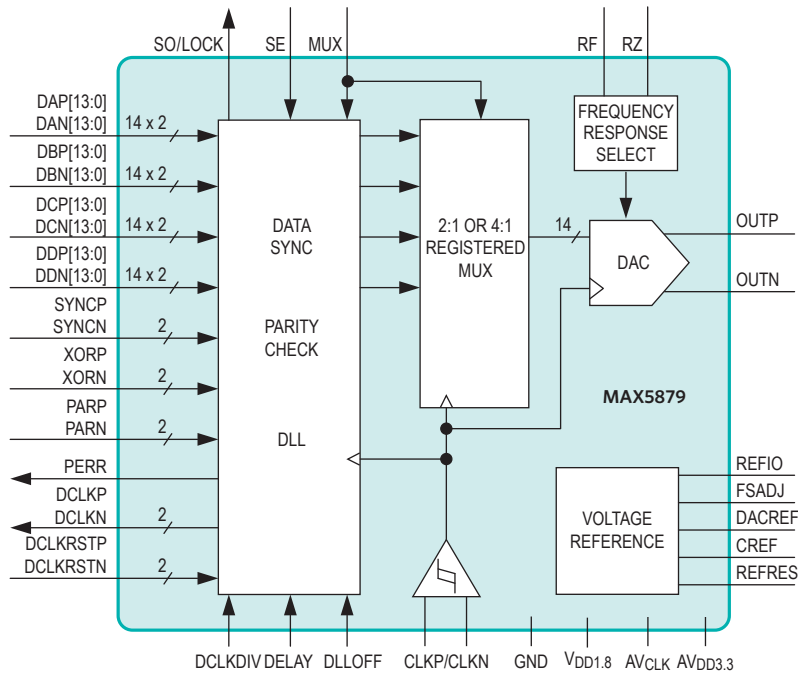 SO/LOCK
SE
MUX
RF
RZ
DAP[13:0]
DAN[13:0]
14 x 2
DBP[13:0]
DBN[13:0]
14 x 2
DCP[13:0]
DCN[13:0]
14 x 2
DDP[13:0]
DDN[13:0]
14 x 2
SYNCP
SYNCN
2
XORP
XORN
2
PARP
PARN
2
PERR
DCLKP
DCLKN
2
DCLKRSTP
DCLKRSTN
2
DATA
SYNC
PARITY
CHECK
DLL
2:1 OR 4:1
REGISTERED
MUX
FREQUENCY
RESPONSE
SELECT
14
DAC
OUTP
OUTN
MAX5879
VOLTAGE
REFERENCE
REFIO
FSADJ
DACREF
CREF
REFRES
DCLKDIV
DELAY
DLLOFF
CLKP/CLKN
GND
VDD1.8
AVCLK
AVDD3.3